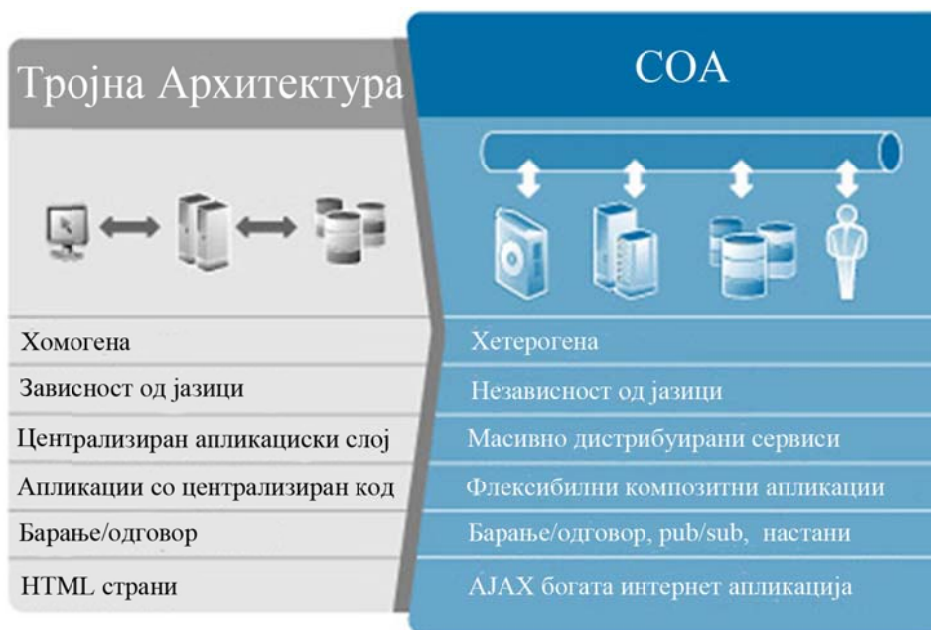 Тројна Архитектура
СОА
Хомогена
Хетерогена
Зависност од јазици
Независност од јазици
Централизиран апликациски слој
Масивно дистрибуирани сервиси
Апликации со централизиран код
Флексибилни композитни апликации
Барање/одговор
Барање/одговор, pub/sub, настани
HTML страни
AJAX богата интернет апликација